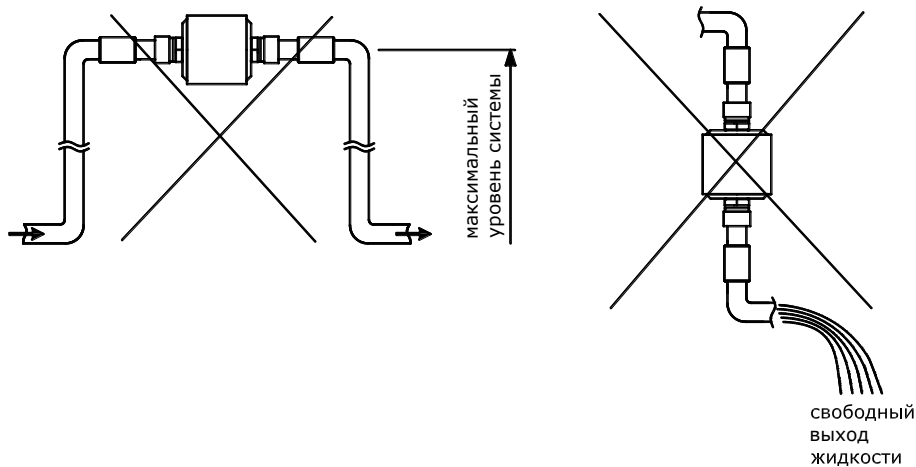 максимальный
уровень системы
свободный
выход
жидкости